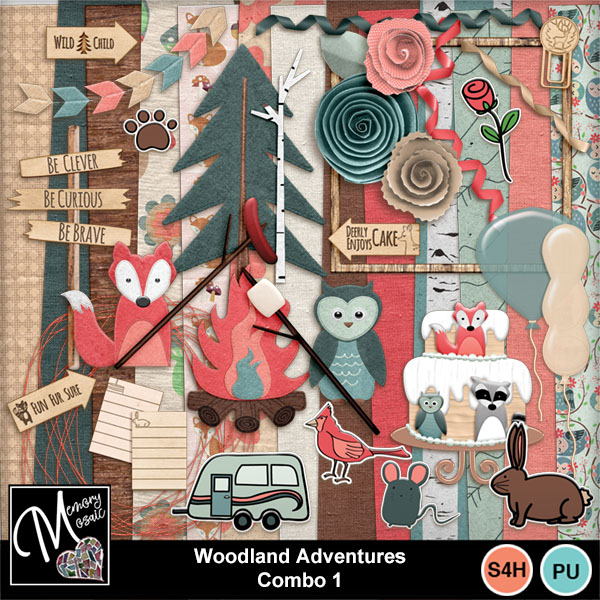 Wild Child
Be Clever
Be Curious
Be Brave
Deerly
Enjoys Cake
Fun Fur Sure
Memory
Mosaic
Woodland Adventures
Combo 1
S4H
PU